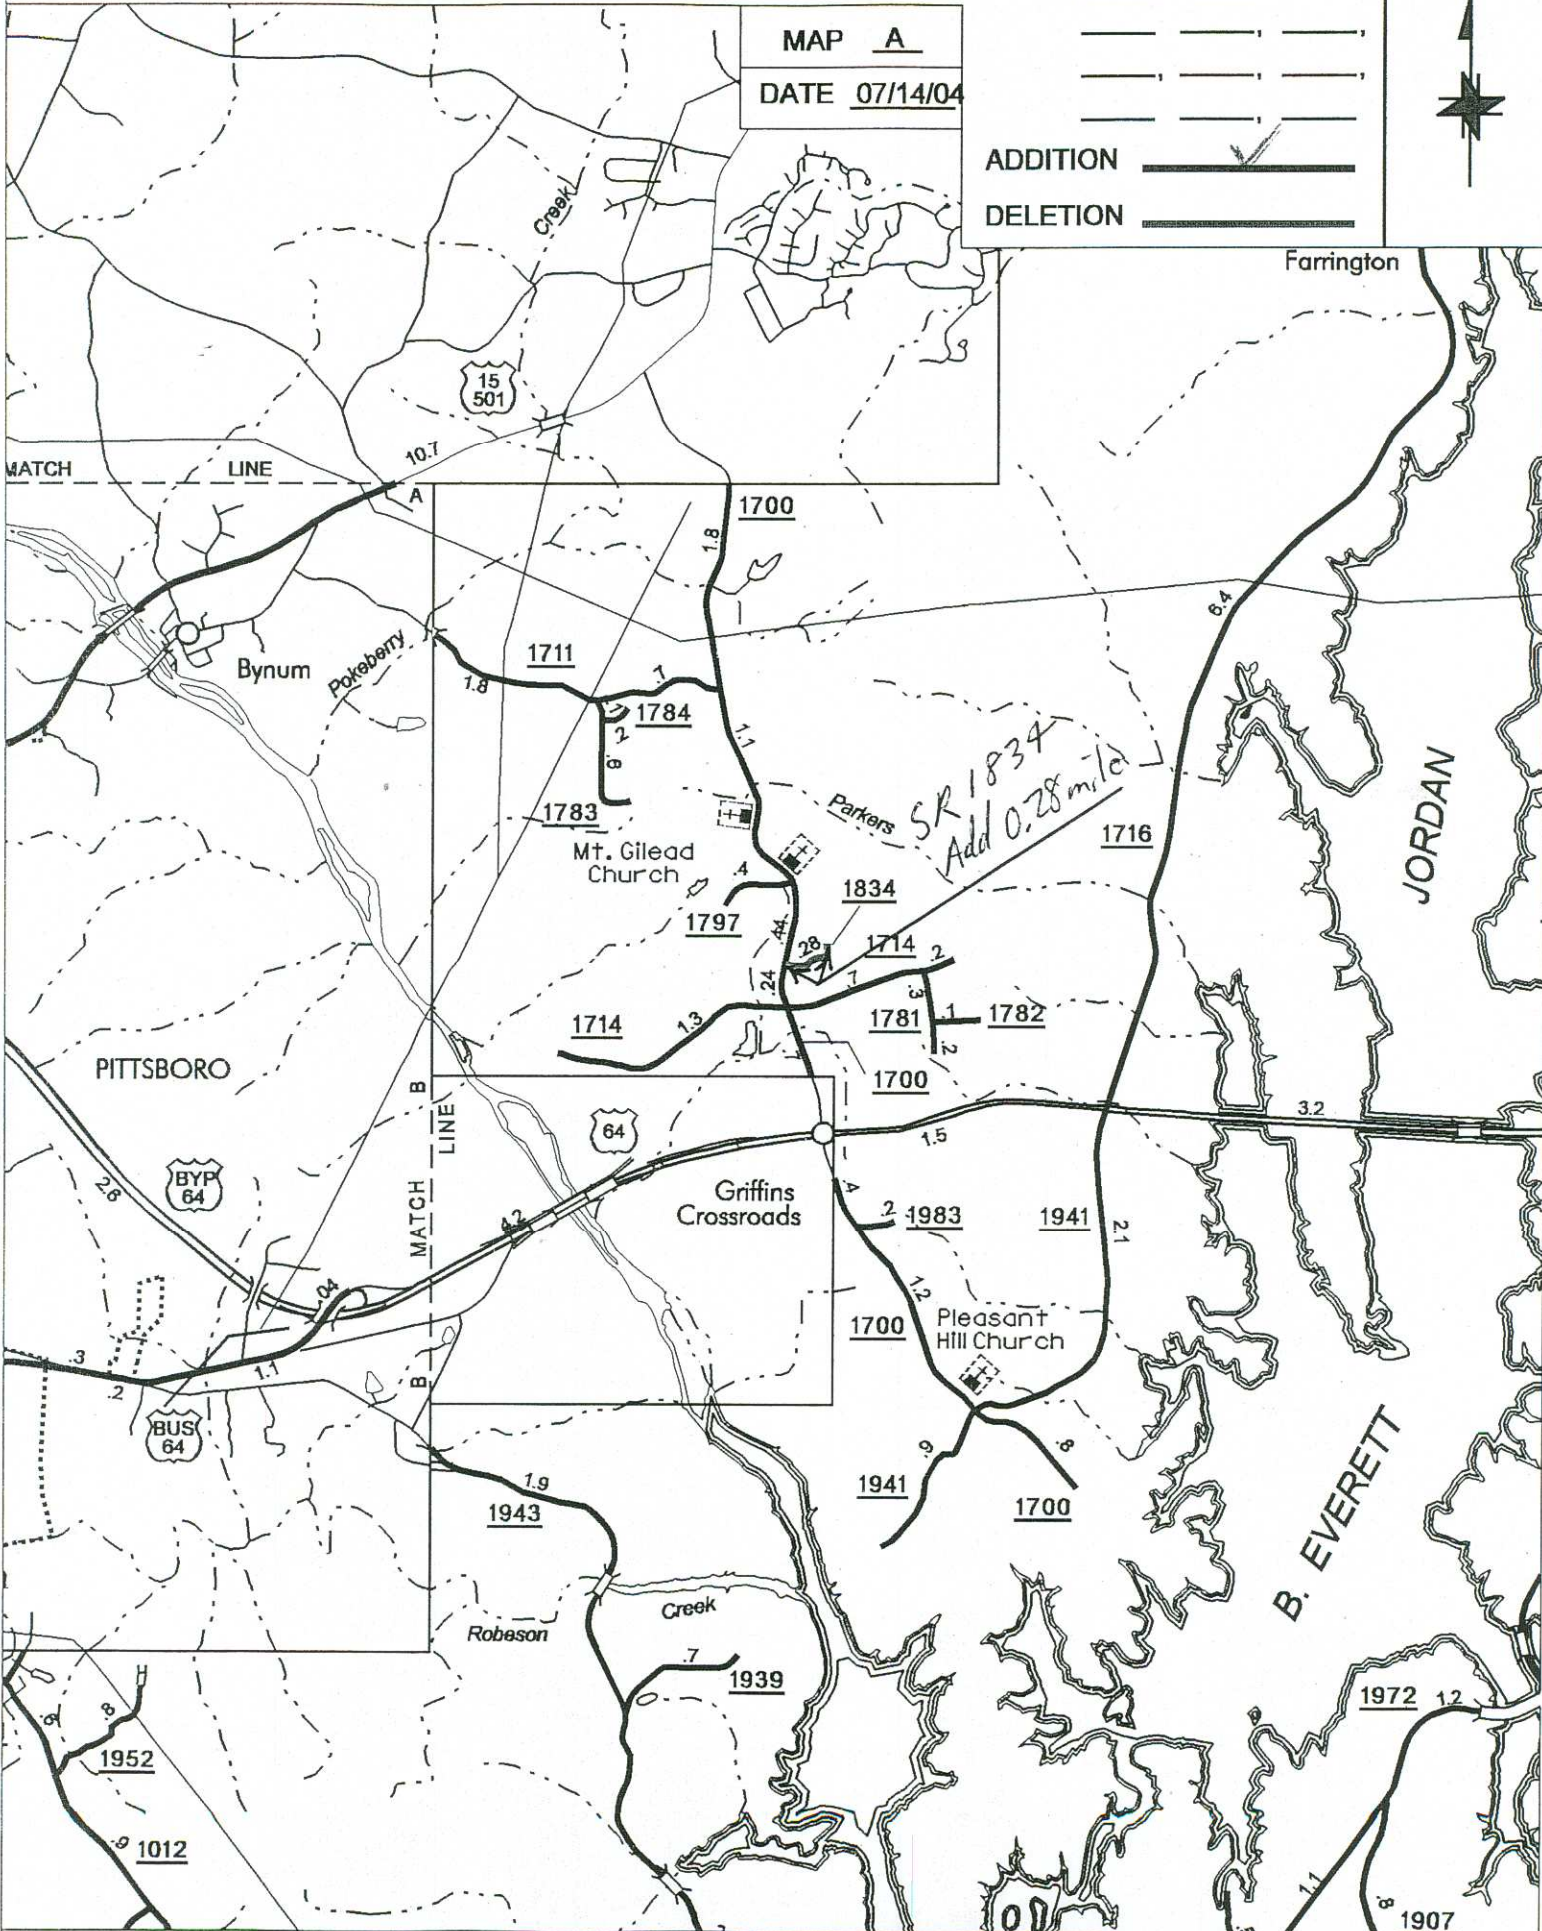 MAP A
DATE 07/14/04
ADDITION
DELETION
Farrington
Creek
15
501
10.7
MATCH LINE
A
1700
1.8
6.4
Bynum
Pokeberry
1711
1.8
.7
1784
.2
1.1
1783
SR 1834
Add 0.28 mile
Parkers
1716
JORDAN
Mt. Gilead
Church
.4
1834
1797
.44
.28
1714
.2
.24
.7
.3
1714
1.3
1781
.1
1782
.2
PITTSBORO
1700
B
MATCH LINE
B
64
3.2
1.5
BYP
64
2.6
4.2
Griffins
Crossroads
.4
.2
1983
1941
2.1
.04
1.2
1700
Pleasant
Hill Church
.3
.2
1.1
BUS
64
.8
1941
1700
B. EVERETT
1.9
1943
Robeson
Creek
.7
1939
1972
1.2
.8
1952
1012
1.1
.8
1907